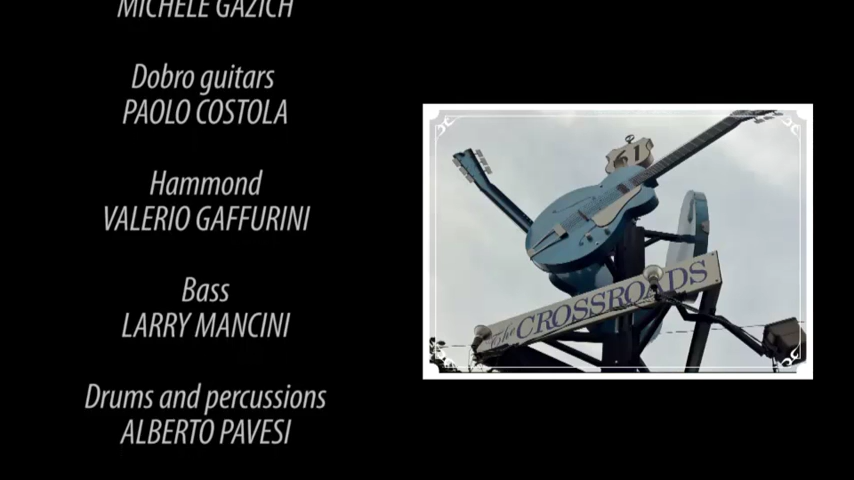 MICHELE GAZICH
Dobro guitars
PAOLO COSTOLA
Hammond
VALERIO GAFFURINI
Bass
LARRY MANCINI
Drums and percussions
ALBERTO PAVESI
61
The CROSSROADS